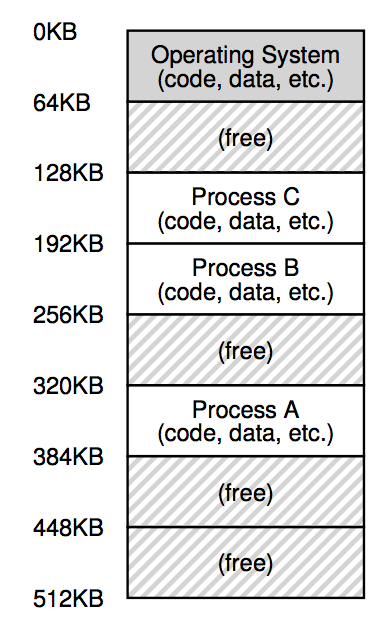 0KB
Operating System
(code, data, etc.)
64KB
(free)
128KB
Process C
(code, data, etc.)
192KB
Process B
(code, data, etc.)
256KB
(free)
320KB
Process A
(code, data, etc.)
384KB
(free)
448KB
(free)
512KB